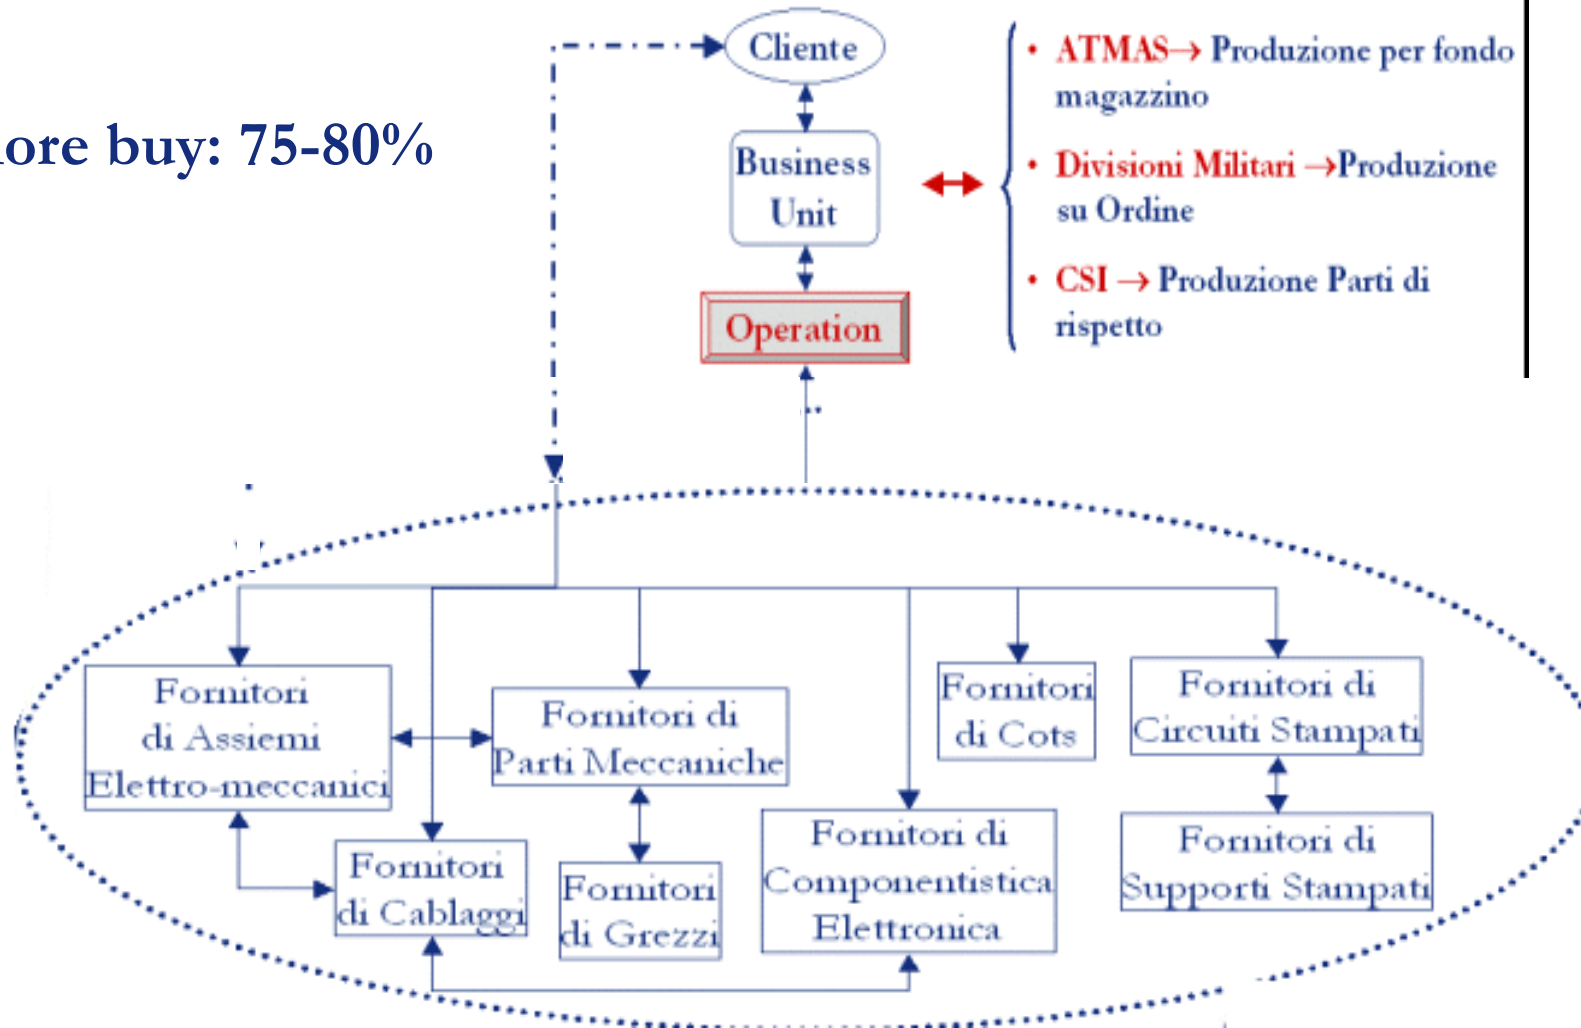 Cliente
buy: 75-80%
Business
Unit
Operation
• ATMAS→ Produzione per fondo
magazzino
• Divisioni Militari →Produzione
su Ordine
• CSI → Produzione Parti di
rispetto
Fornitori
di Assiemi
Elettro-meccanici
Fornitori di
Parti Meccaniche
Fornitori
di Cots
Fornitori di
Circuiti Stampati
Fornitori
di Cablaggi
Fornitori
di Grezzi
Fornitori di
Componentistica
Elettronica
Fornitori di
Supporti Stampati